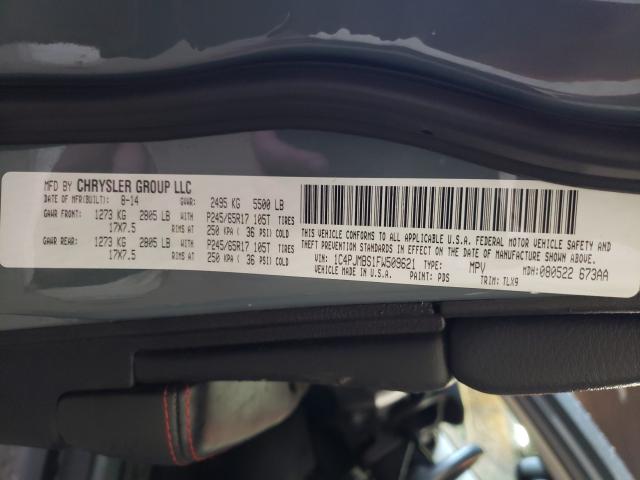 MFD BY CHRYSLER GROUP LLC
DATE OF MFR(BUILT): 8-14 GVWR: 2495 KG 5500 LB
GAWR FRONT: 1273 KG 2805 LB WITH P245/65R17 105T TIRES
17X7.5 RIMS AT 250 KPA ( 36 PSI) COLD
GAWR REAR: 1273 KG 2805 LB WITH P245/65R17 105T TIRES
17X7.5 RIMS AT 250 KPA ( 36 PSI) COLD
THIS VEHICLE CONFORMS TO ALL APPLICABLE U.S.A. FEDERAL MOTOR VEHICLE SAFETY AND
THEFT PREVENTION STANDARDS IN EFFECT ON THE DATE OF MANUFACTURE SHOWN ABOVE.
VIN: 1C4PJMBS1FW509621 TYPE: MPV MDH: 080522 673AA
VEHICLE MADE IN U.S.A. PAINT: PDS TRIM: TLX9